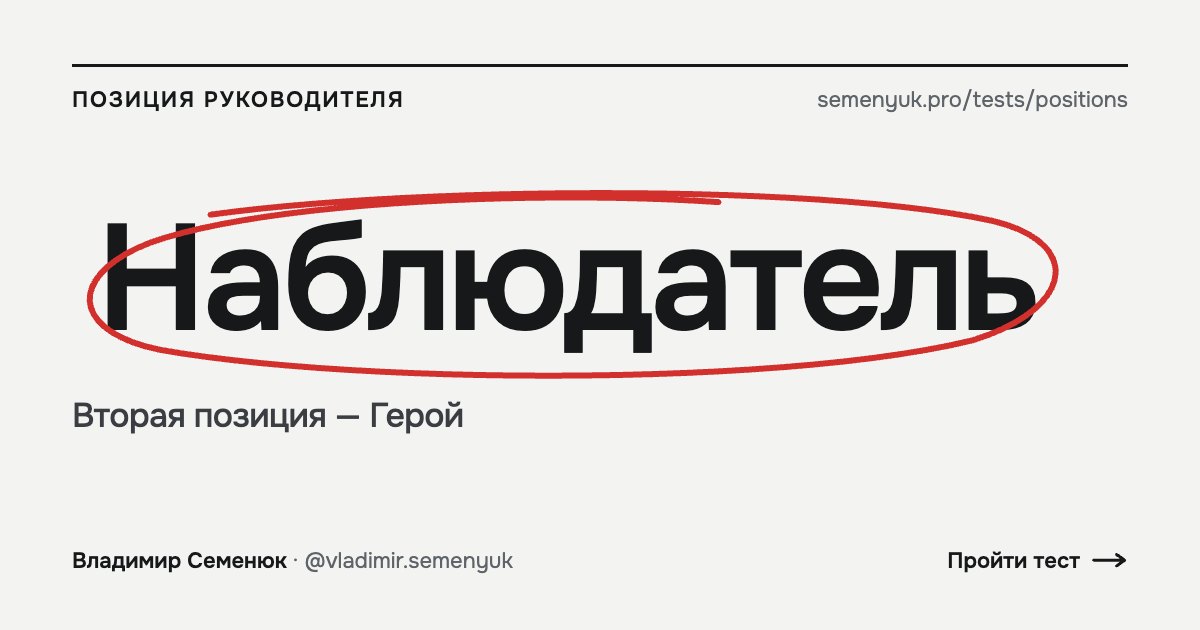 ПОЗИЦИЯ РУКОВОДИТЕЛЯ
semenyuk.pro/tests/positions
Наблюдатель
Вторая позиция — Герой
Владимир Семенюк · @vladimir.semenyuk
Пройти тест →